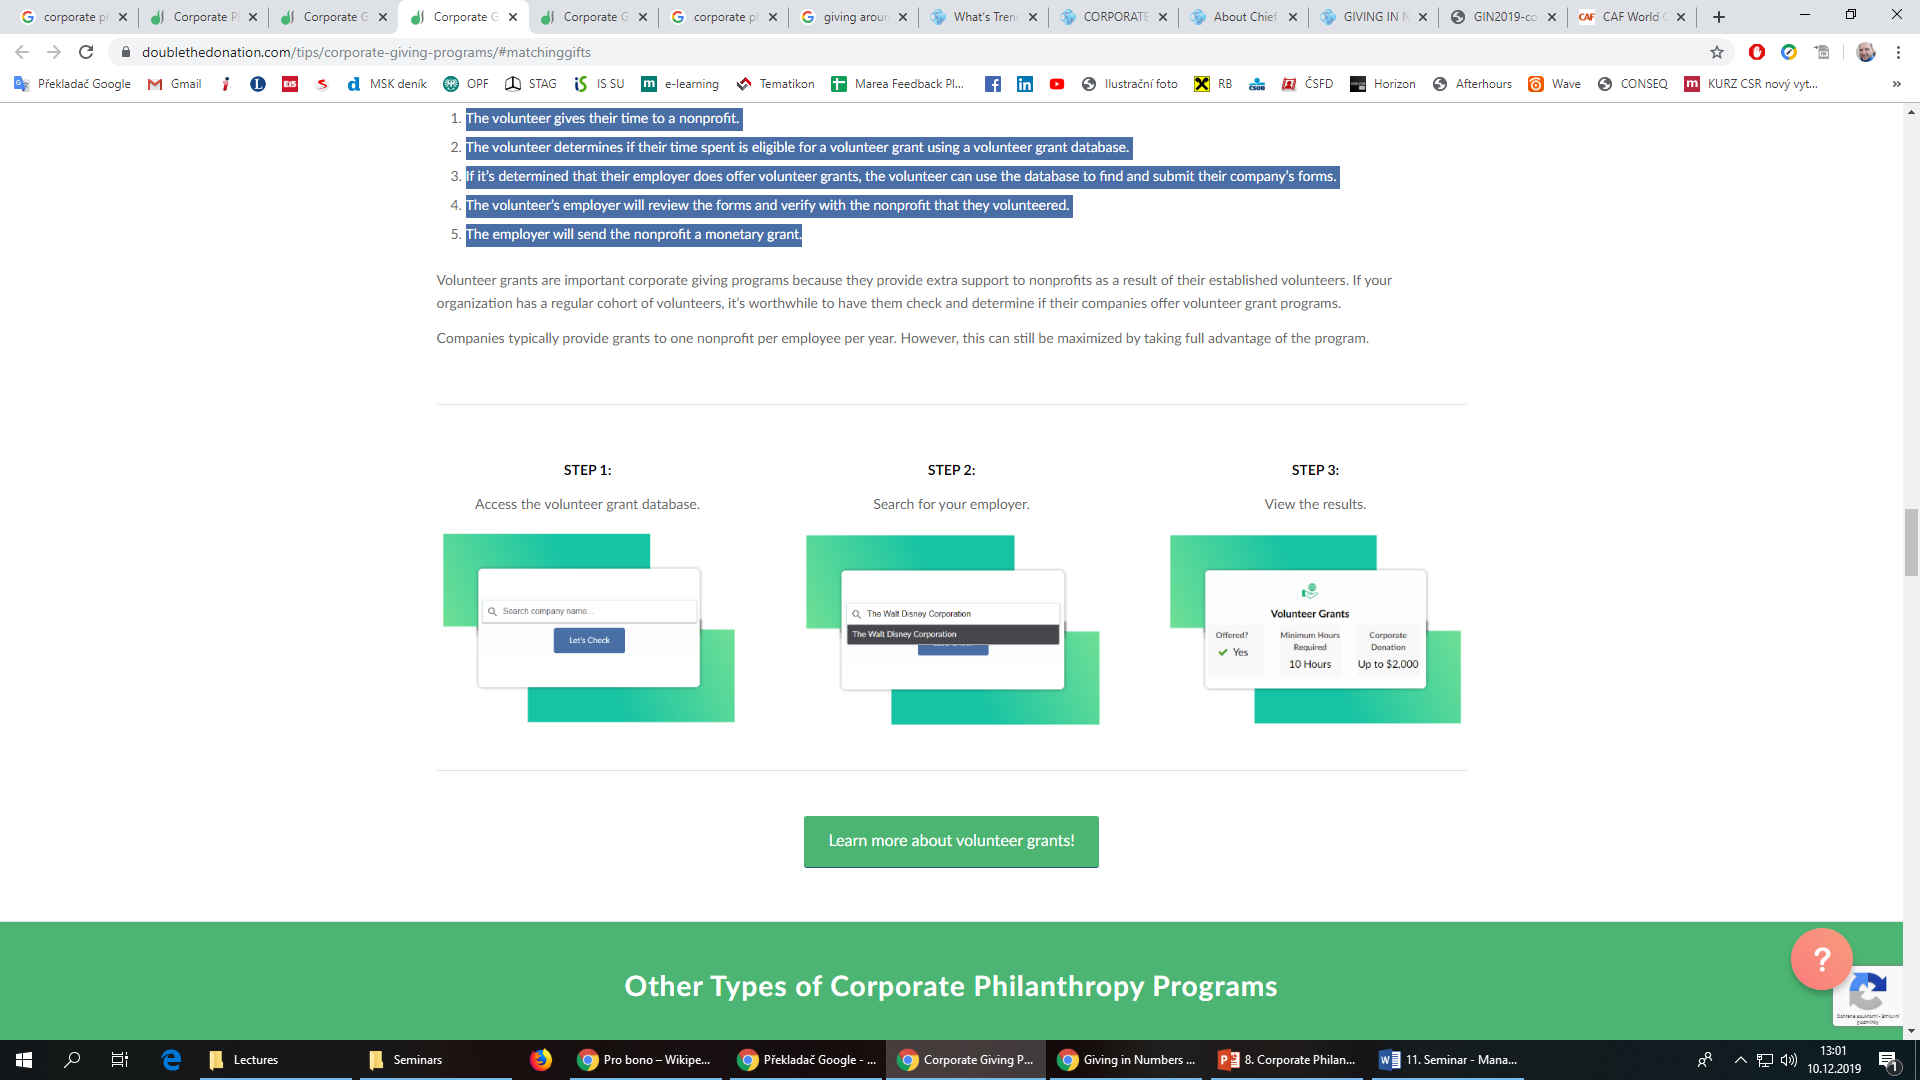 corporate pl
Corporate P
Corporate G
Corporate G
Corporate G
corporate pl
giving arour
What's Tren
CORPORATE
About Chief
GIVING IN N
GIN2019-co
CAF CAF World G
doublethedonation.com/tips/corporate-giving-programs/#matchinggifts
Překladač Google
Gmail
MSK deník
OPF
STAG
IS SU
e-learning
Tematikon
Marea Feedback Pl...
Ilustrační foto
RB
ČSFD
Horizon
Afterhours
Wave
CONSEQ
KURZ CSR nový vyt...
1. The volunteer gives their time to a nonprofit.
2. The volunteer determines if their time spent is eligible for a volunteer grant using a volunteer grant database.
3. If it's determined that their employer does offer volunteer grants, the volunteer can use the database to find and submit their company's forms.
4. The volunteer's employer will review the forms and verify with the nonprofit that they volunteered.
5. The employer will send the nonprofit a monetary grant.
Volunteer grants are important corporate giving programs because they provide extra support to nonprofits as a result of their established volunteers. If your
organization has a regular cohort of volunteers, it's worthwhile to have them check and determine if their companies offer volunteer grant programs.
Companies typically provide grants to one nonprofit per employee per year. However, this can still be maximized by taking full advantage of the program.
STEP 1:
Access the volunteer grant database.
Search company name...
Let's Check
STEP 2:
Search for your employer.
The Walt Disney Corporation
The Walt Disney Corporation
STEP 3:
View the results.
Volunteer Grants
Offered?
Yes
Minimum Hours
Required
10 Hours
Corporate
Donation
Up to $2,000
Learn more about volunteer grants!
Other Types of Corporate Philanthropy Programs
?
Ochrana soukromí - Smluvní
podmínky
Lectures
Seminars
Pro bono – Wikipe...
Překladač Google - ...
Corporate Giving P...
Giving in Numbers ...
8. Corporate Philan...
11. Seminar - Mana...
13:01
10.12.2019
1